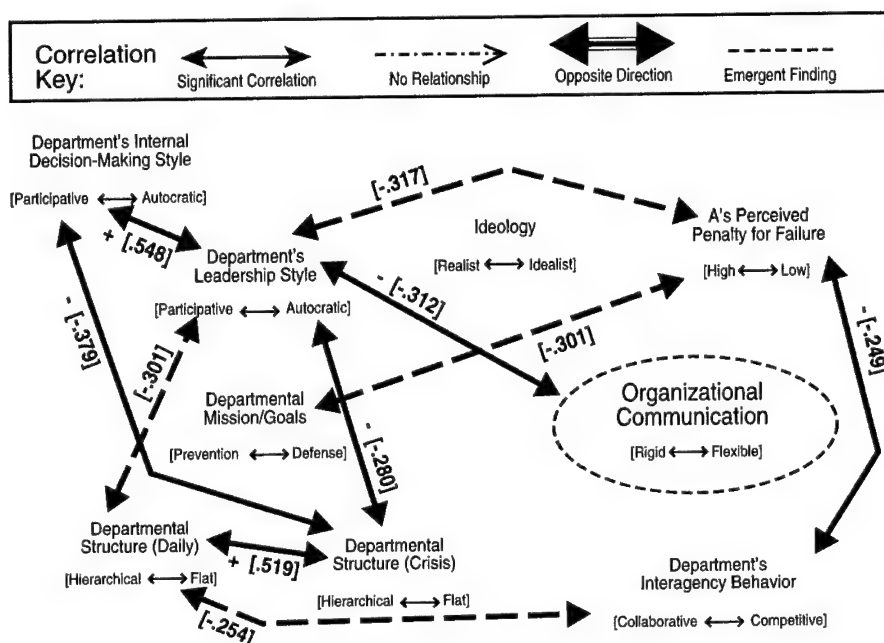 Correlation
Key:
Significant Correlation
No Relationship
Opposite Direction
Emergent Finding
Department's Internal
Decision-Making Style
[Participative Autocratic]
+ [.548]
[-.317]
Ideology
[Realist Idealist]
A's Perceived
Penalty for Failure
[High Low]
Department's
Leadership Style
[Participative Autocratic]
- [-.312]
- [-.379]
[-.301]
[-.301]
- [-.249]
Departmental
Mission/Goals
[Prevention Defense]
- [-.280]
Organizational
Communication
[Rigid Flexible]
Departmental
Structure (Daily)
[Hierarchical Flat]
+ [.519]
Departmental
Structure (Crisis)
[Hierarchical Flat]
[-.254]
Department's
Interagency Behavior
[Collaborative Competitive]